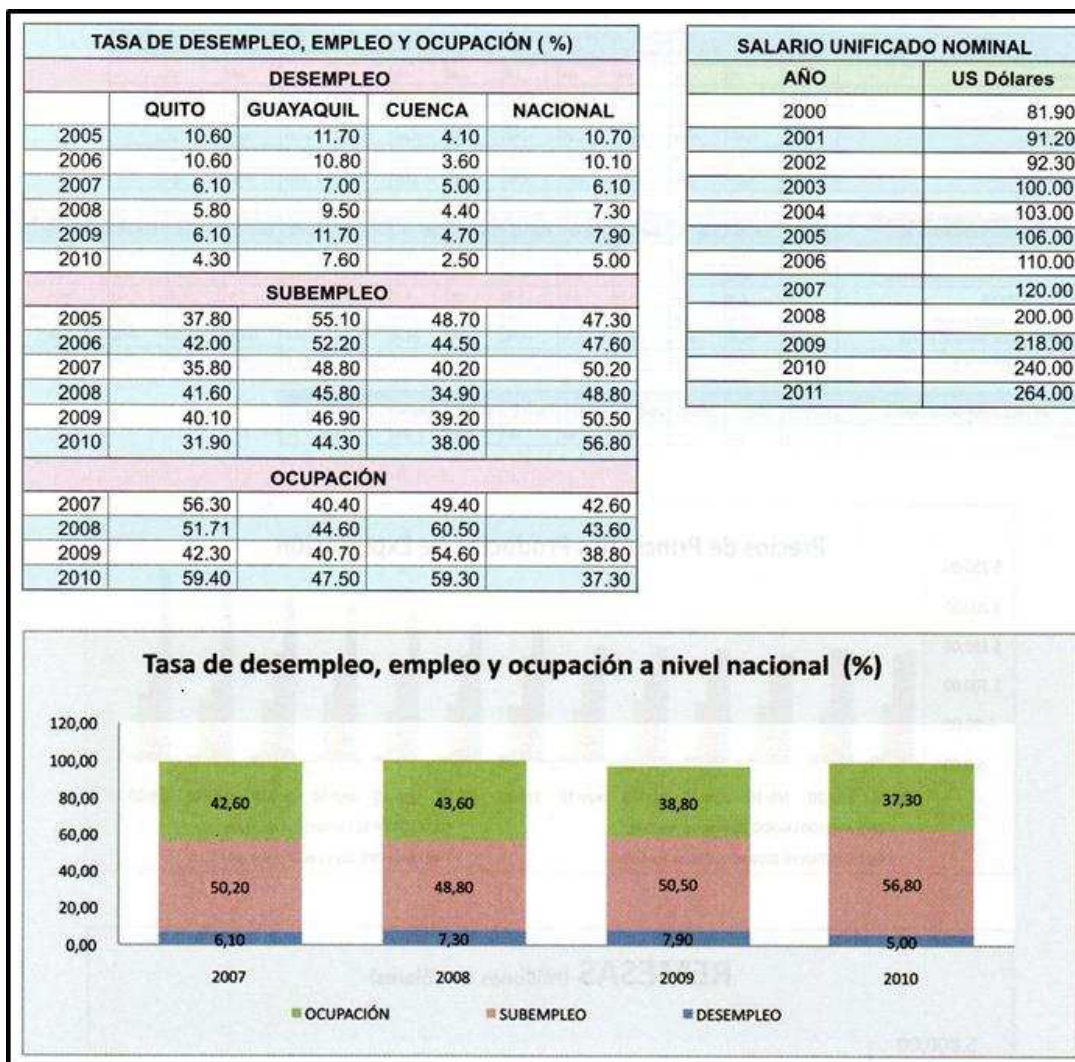 TASA DE DESEMPLEO, EMPLEO Y OCUPACIÓN ( %)
DESEMPLEO
QUITO GUAYAQUIL CUENCA NACIONAL
2005 10.60 11.70 4.10 10.70
2006 10.60 10.80 3.60 10.10
2007 6.10 7.00 5.00 6.10
2008 5.80 9.50 4.40 7.30
2009 6.10 11.70 4.70 7.90
2010 4.30 7.60 2.50 5.00
SUBEMPLEO
2005 37.80 55.10 48.70 47.30
2006 42.00 52.20 44.50 47.60
2007 35.80 48.80 40.20 50.20
2008 41.60 45.80 34.90 48.80
2009 40.10 46.90 39.20 50.50
2010 31.90 44.30 38.00 56.80
OCUPACIÓN
2007 56.30 40.40 49.40 42.60
2008 51.71 44.60 60.50 43.60
2009 42.30 40.70 54.60 38.80
2010 59.40 47.50 59.30 37.30
SALARIO UNIFICADO NOMINAL
AÑO US Dólares
2000 81.90
2001 91.20
2002 92.30
2003 100.00
2004 103.00
2005 106.00
2006 110.00
2007 120.00
2008 200.00
2009 218.00
2010 240.00
2011 264.00
Precios de Principales Productos de Exportación
Tasa de desempleo, empleo y ocupación a nivel nacional (%)
120,00
100,00
80,00
60,00
40,00
20,00
0,00
42,60 43,60 38,80 37,30
50,20 48,80 50,50 56,80
6,10 7,30 7,90 5,00
2007 2008 2009 2010
REMESAS
OCUPACIÓN SUBEMPLEO DESEMPLEO